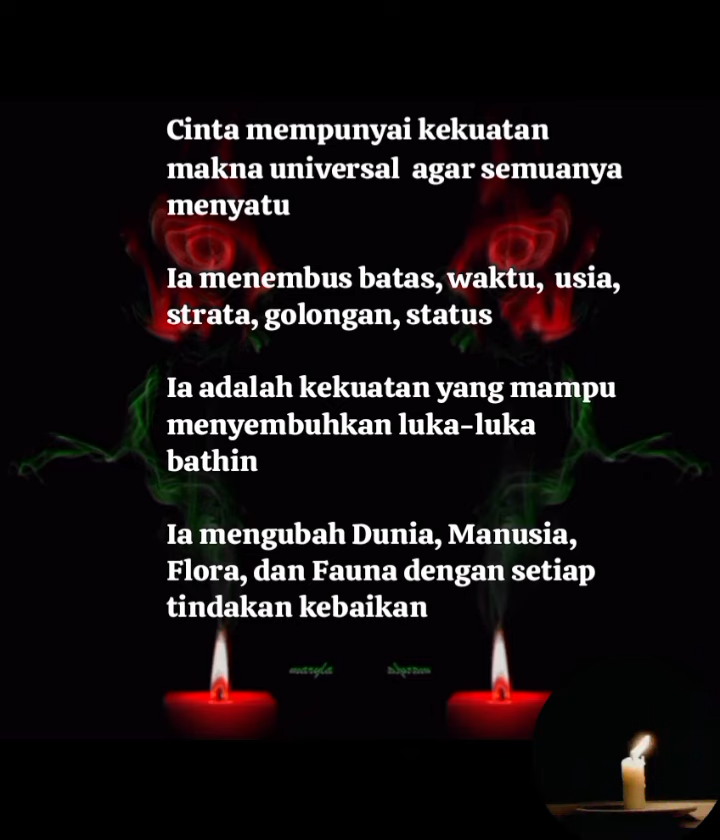 Cinta mempunyai kekuatan
makna universal agar semuanya
menyatu
Ia menembus batas, waktu, usia,
strata, golongan, status
Ia adalah kekuatan yang mampu
menyembuhkan luka-luka
bathin
Ia mengubah Dunia, Manusia,
Flora, dan Fauna dengan setiap
tindakan kebaikan